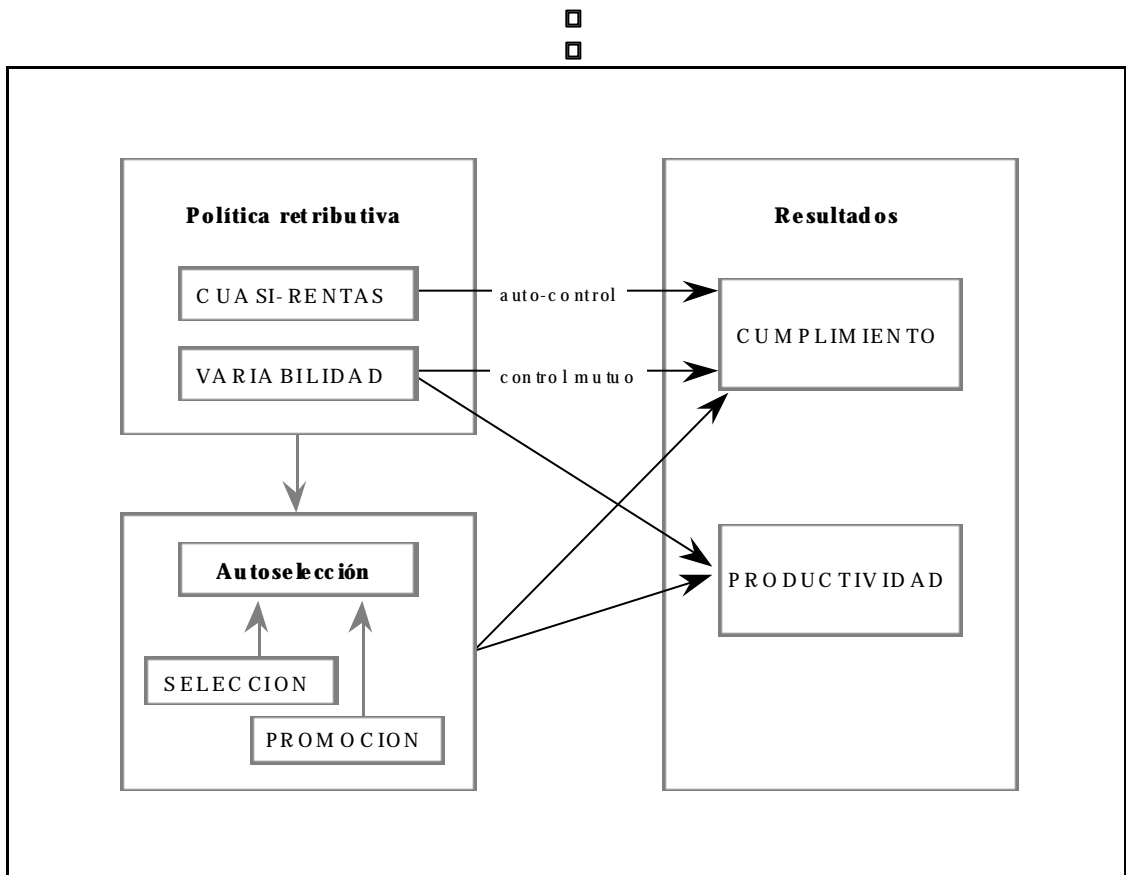 Política retributiva
CUASI-RENTAS
VARIABILIDAD
auto-control
control mutuo
Resultados
CUMPLIMIENTO
PRODUCTIVIDAD
Autoselección
SELECCION
PROMOCION